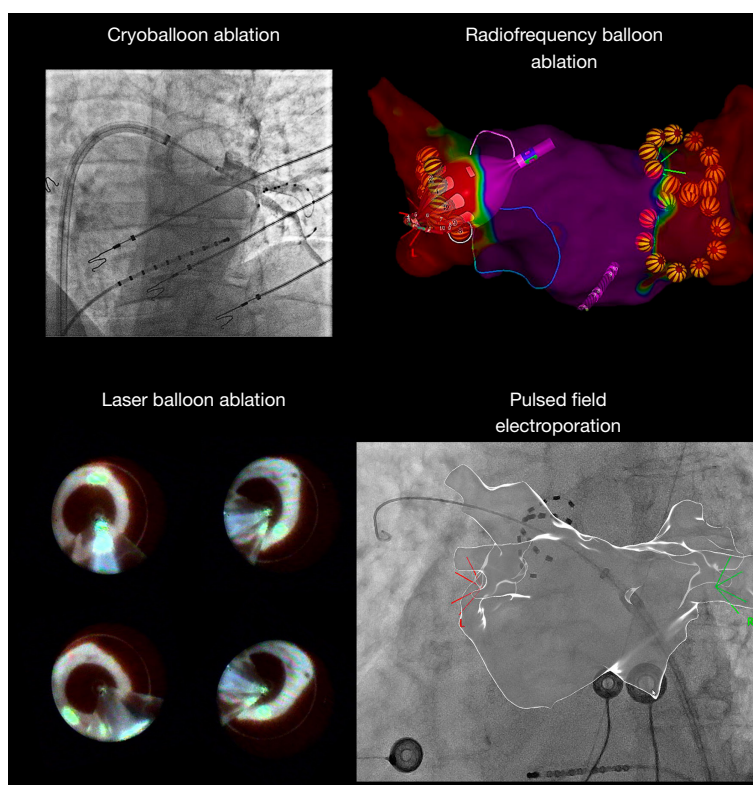 Cryoballoon ablation
Radiofrequency balloon
ablation
Laser balloon ablation
Pulsed field
electroporation